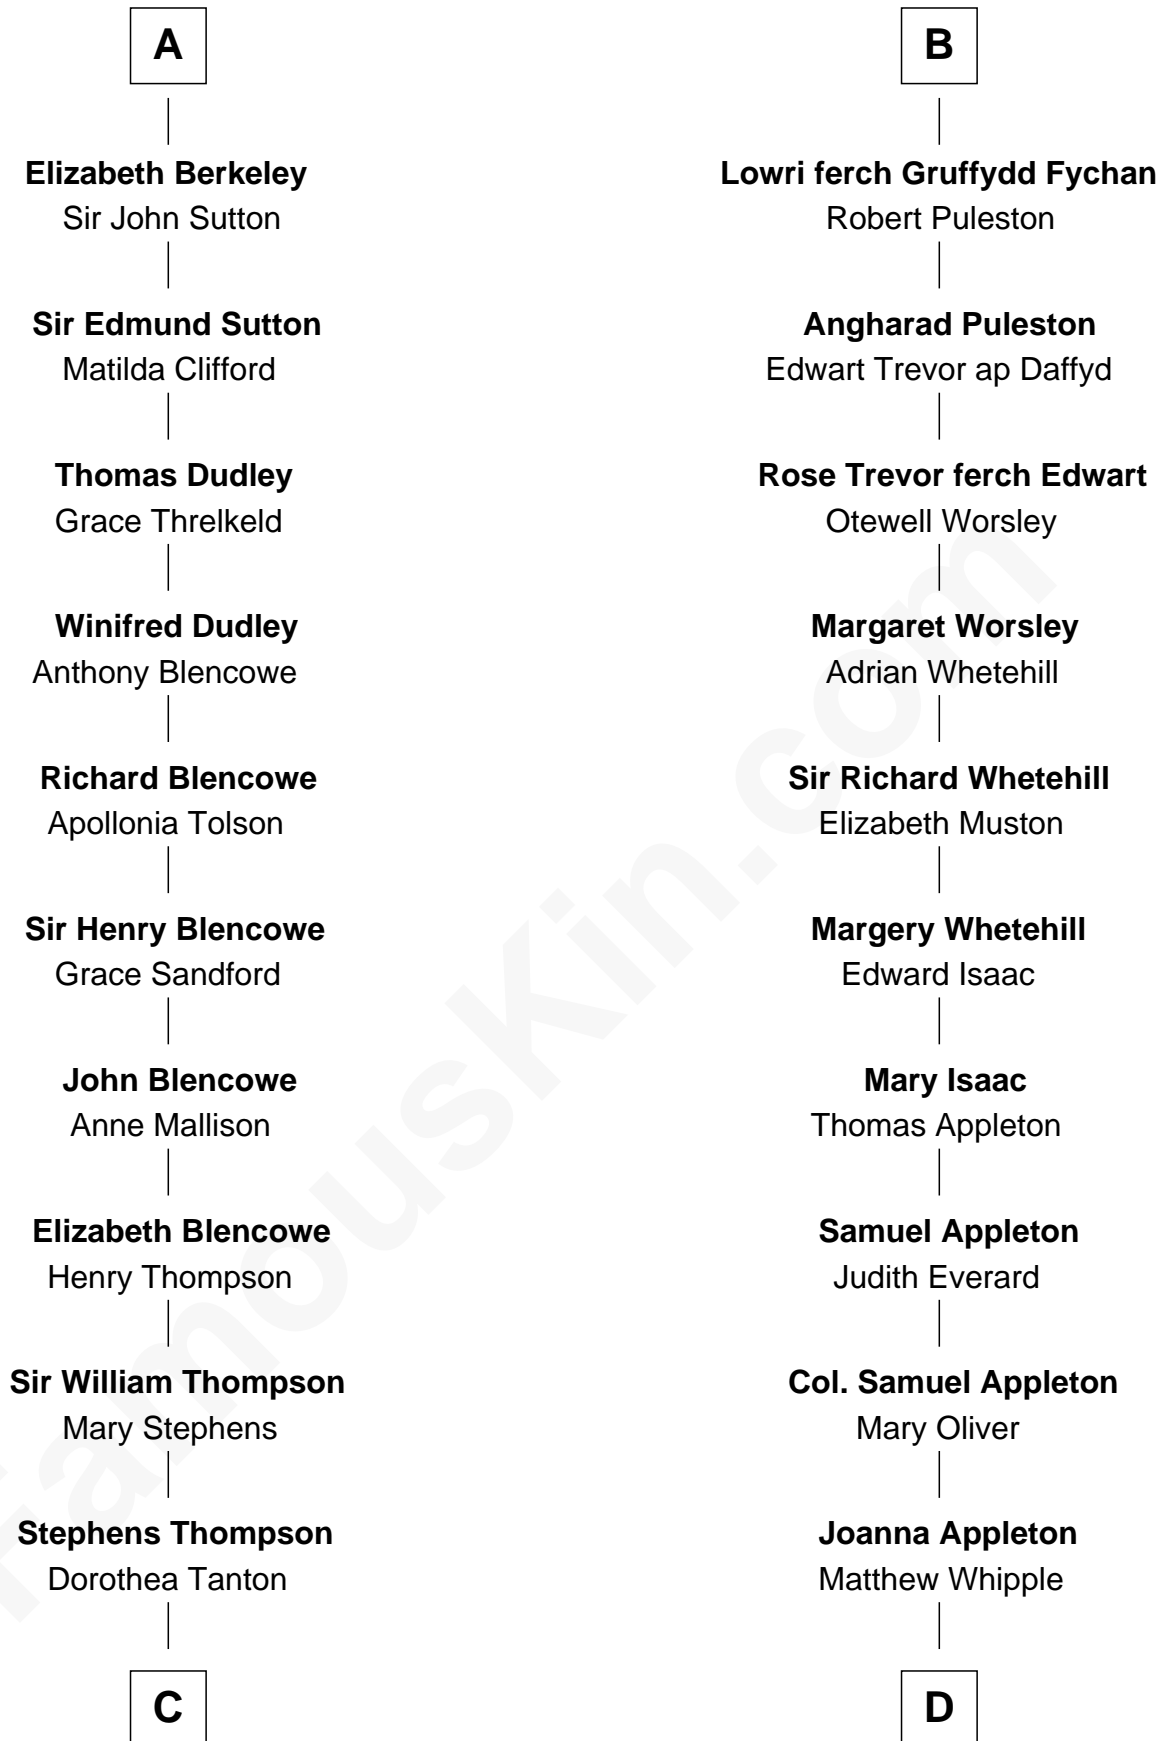 A
Elizabeth Berkeley
Sir John Sutton
Sir Edmund Sutton
Matilda Clifford
Thomas Dudley
Grace Threlkeld
Winifred Dudley
Anthony Blencowe
Richard Blencowe
Apollonia Tolson
Sir Henry Blencowe
Grace Sandford
John Blencowe
Anne Mallison
Elizabeth Blencowe
Henry Thompson
Sir William Thompson
Mary Stephens
Stephens Thompson
Dorothea Tanton
C
B
Lowri ferch Gruffydd Fychan
Robert Puleston
Angharad Puleston
Edwart Trevor ap Daffyd
Rose Trevor ferch Edwart
Otewell Worsley
Margaret Worsley
Adrian Whetehill
Sir Richard Whetehill
Elizabeth Muston
Margery Whetehill
Edward Isaac
Mary Isaac
Thomas Appleton
Samuel Appleton
Judith Everard
Col. Samuel Appleton
Mary Oliver
Joanna Appleton
Matthew Whipple
D
FamousKin.com